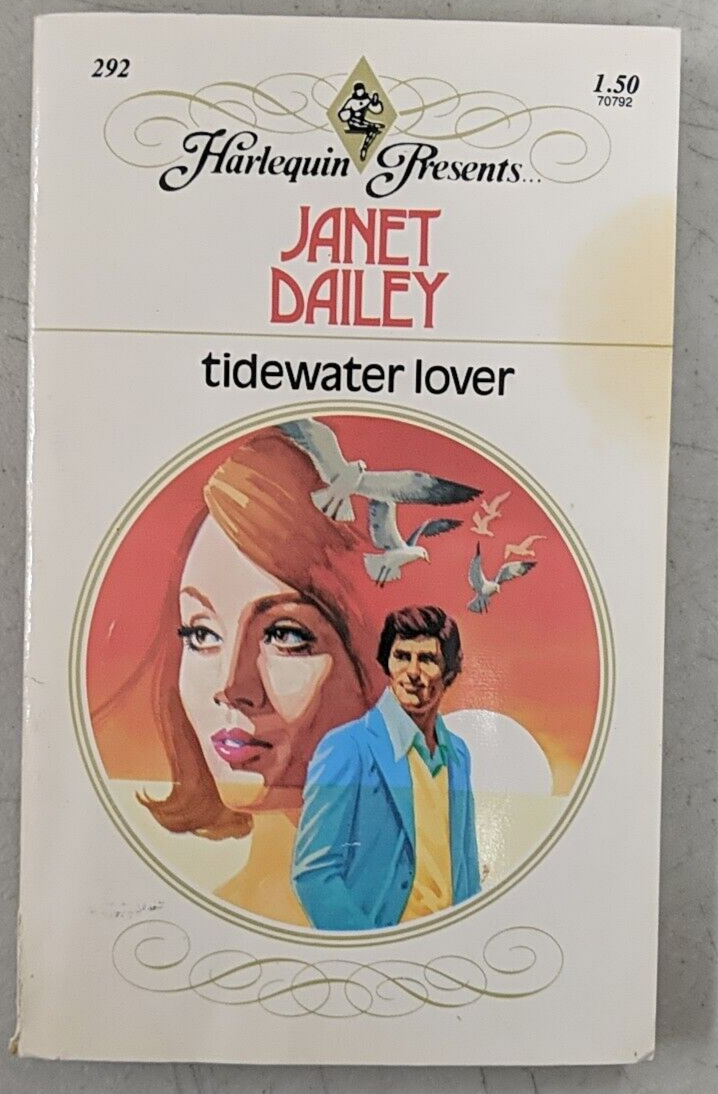 292
1.50
70792
Harlequin Presents...
JANET
DAILEY
tidewater lover